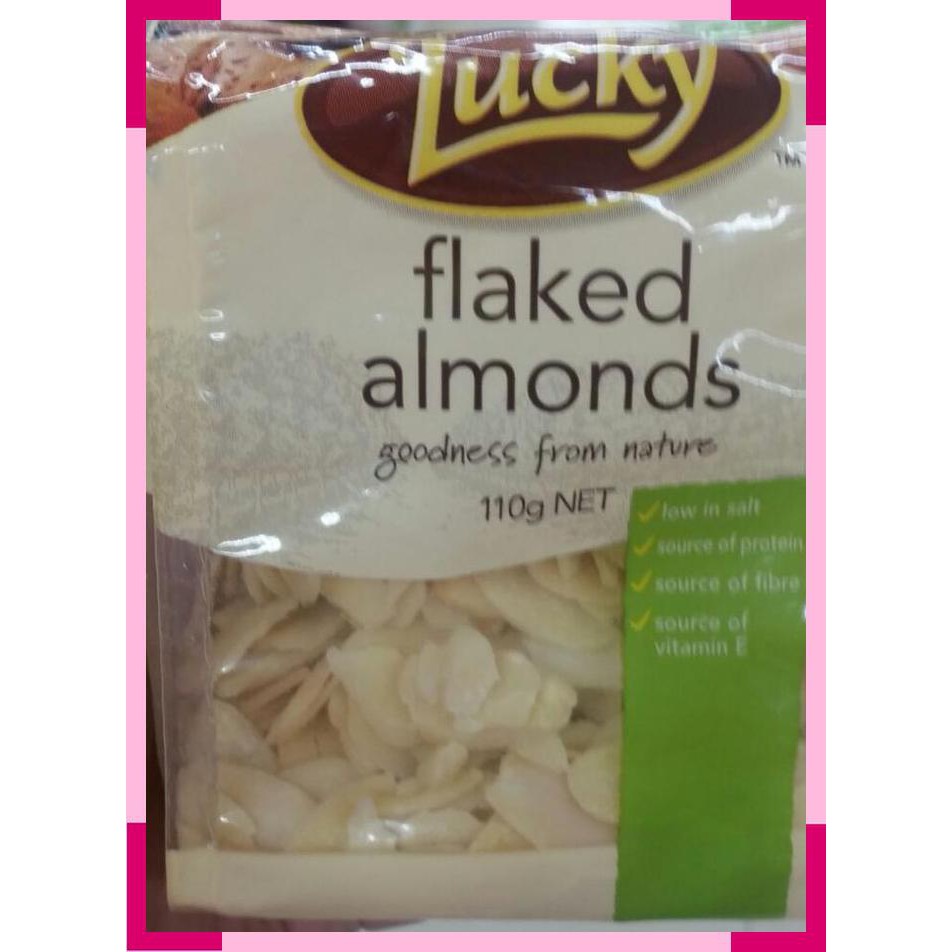 Lucky
TM
flaked
almonds
goodness from nature
110g NET
low in salt
source of protein
source of fibre
source of
vitamin E